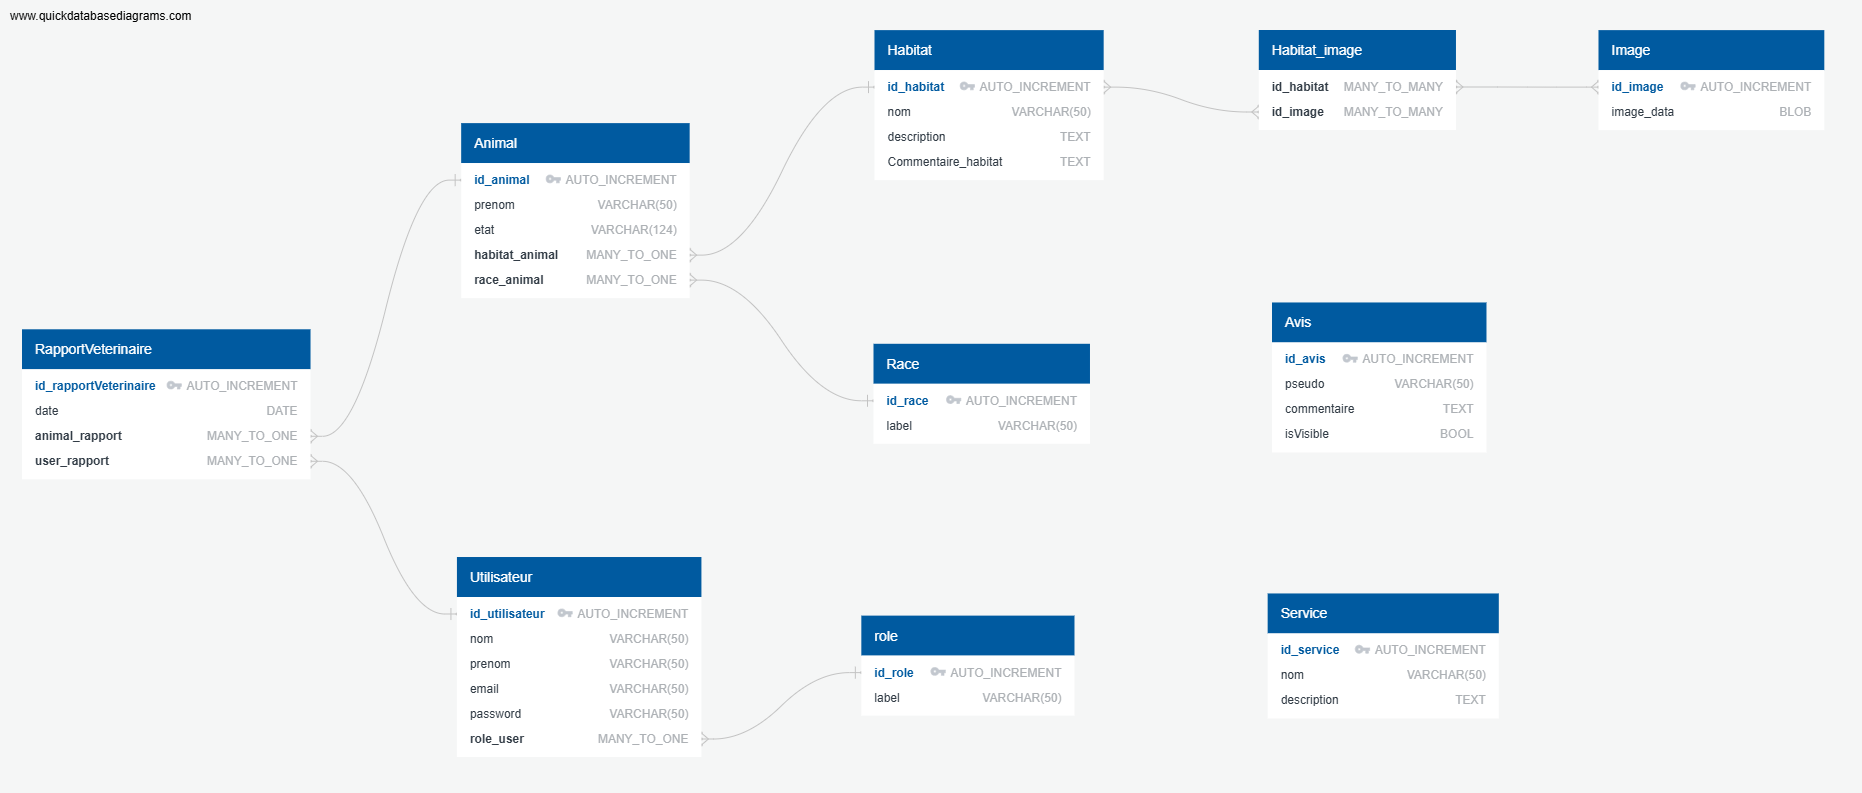 www.quickdatabasediagrams.com
Habitat
id_habitat AUTO_INCREMENT
nom VARCHAR(50)
description TEXT
Commentaire_habitat TEXT
Habitat_image
id_habitat MANY_TO_MANY
id_image MANY_TO_MANY
Image
id_image AUTO_INCREMENT
image_data BLOB
Animal
id_animal AUTO_INCREMENT
prenom VARCHAR(50)
etat VARCHAR(124)
habitat_animal MANY_TO_ONE
race_animal MANY_TO_ONE
RapportVeterinaire
id_rapportVeterinaire AUTO_INCREMENT
date DATE
animal_rapport MANY_TO_ONE
user_rapport MANY_TO_ONE
Race
id_race AUTO_INCREMENT
label VARCHAR(50)
Avis
id_avis AUTO_INCREMENT
pseudo VARCHAR(50)
commentaire TEXT
isVisible BOOL
Utilisateur
id_utilisateur AUTO_INCREMENT
nom VARCHAR(50)
prenom VARCHAR(50)
email VARCHAR(50)
password VARCHAR(50)
role_user MANY_TO_ONE
role
id_role AUTO_INCREMENT
label VARCHAR(50)
Service
id_service AUTO_INCREMENT
nom VARCHAR(50)
description TEXT